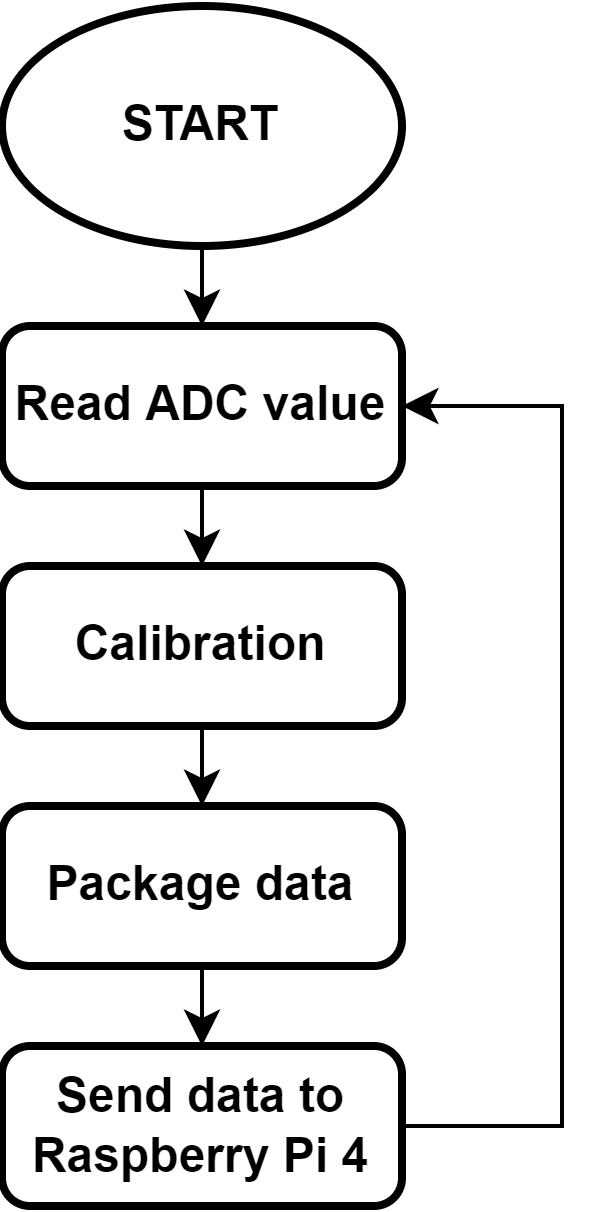 START
Read ADC value
Calibration
Package data
Send data to
Raspberry Pi 4